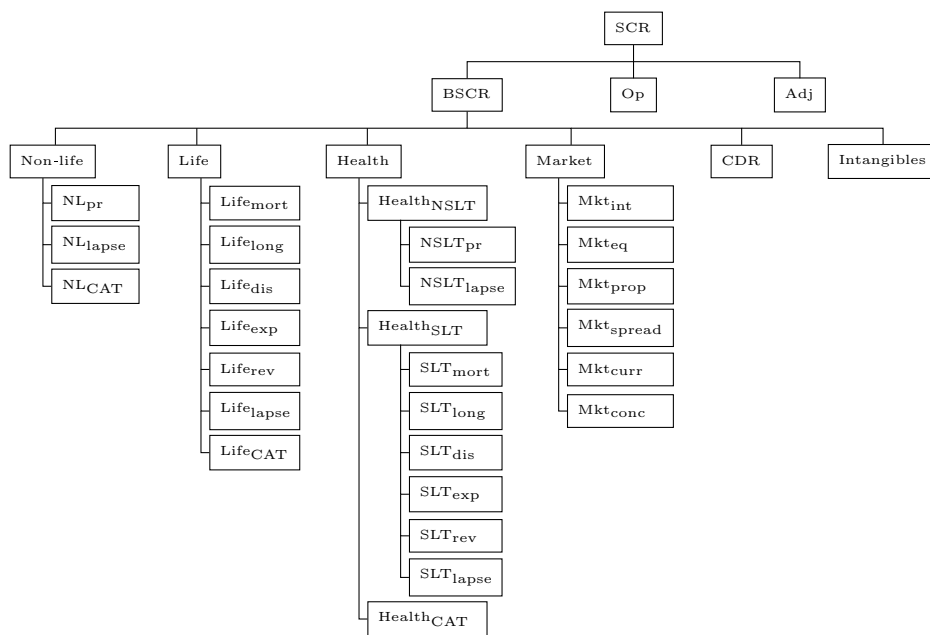 SCR
BSCR
Op
Adj
Non-life
Life
Health
Market
CDR
Intangibles
NLpr
NLlapse
NLCAT
Lifemort
Lifelong
Lifedis
Lifeexp
Liferev
Lifelapse
LifeCAT
HealthNSLT
NSLTpr
NSLTlapse
HealthSLT
SLTmort
SLTlong
SLTdis
SLTexp
SLTrev
SLTlapse
HealthCAT
Mktint
Mkteq
Mktprop
Mktspread
Mktcurr
Mktconc